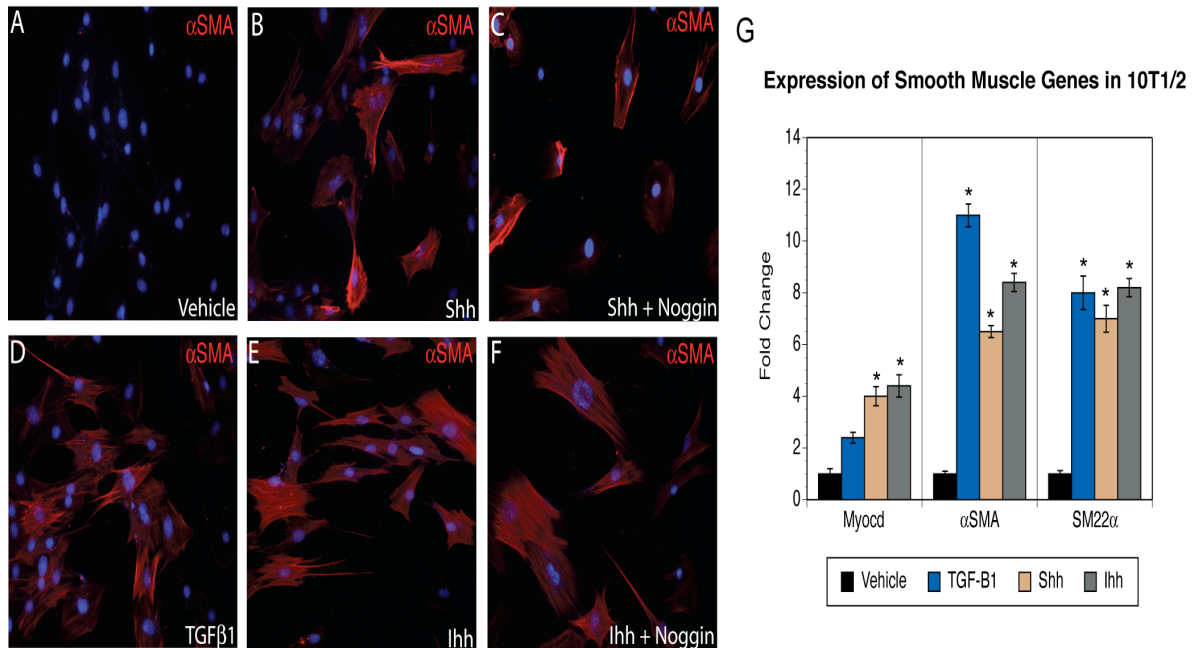 A αSMA
Vehicle
B αSMA
Shh
C αSMA
Shh + Noggin
D αSMA
TGFβ1
E αSMA
Ihh
F αSMA
Ihh + Noggin
G
Expression of Smooth Muscle Genes in 10T1/2
Fold Change
14
12
10
8
6
4
2
0
* * * * * * * *
Myocd αSMA SM22α
Vehicle TGF-B1 Shh Ihh